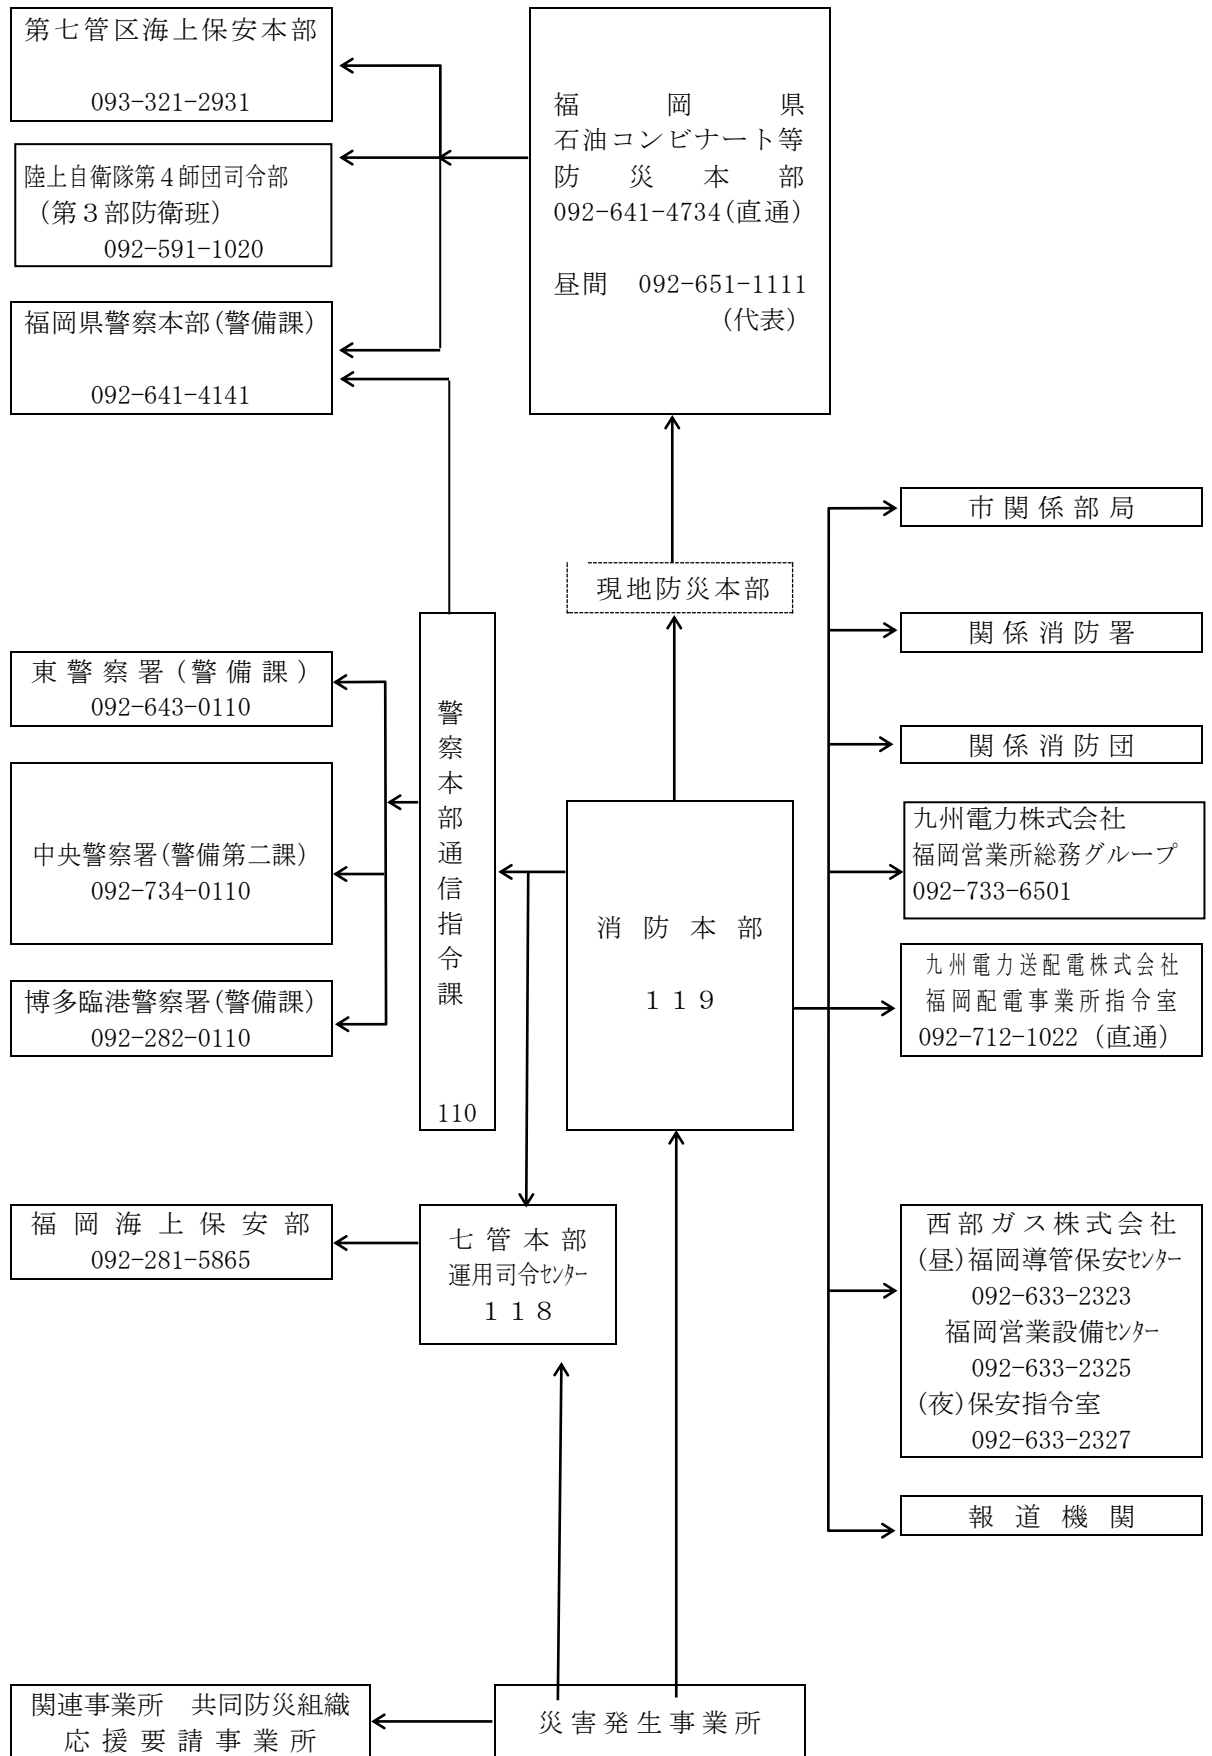 第七管区海上保安本部
093-321-2931
陸上自衛隊第４師団司令部
（第３部防衛班）
092-591-1020
福岡県警察本部(警備課)
092-641-4141
福岡県
石油コンビナート等
防災本部
092-641-4734(直通)
昼間　092-651-1111
(代表)
現地防災本部
市関係部局
関係消防署
関係消防団
九州電力株式会社
福岡営業所総務グループ
092-733-6501
九州電力送配電株式会社
福岡配電事業所指令室
092-712-1022（直通）
西部ガス株式会社
(昼)福岡導管保安ｾﾝﾀｰ
092-633-2323
福岡営業設備ｾﾝﾀｰ
092-633-2325
(夜)保安指令室
092-633-2327
報道機関
東警察署(警備課)
092-643-0110
中央警察署(警備第二課)
092-734-0110
博多臨港警察署(警備課)
092-282-0110
警察本部通信指令課
110
消防本部
１１９
福岡海上保安部
092-281-5865
七管本部
運用司令ｾﾝﾀｰ
１１８
関連事業所　共同防災組織
応援要請事業所
災害発生事業所